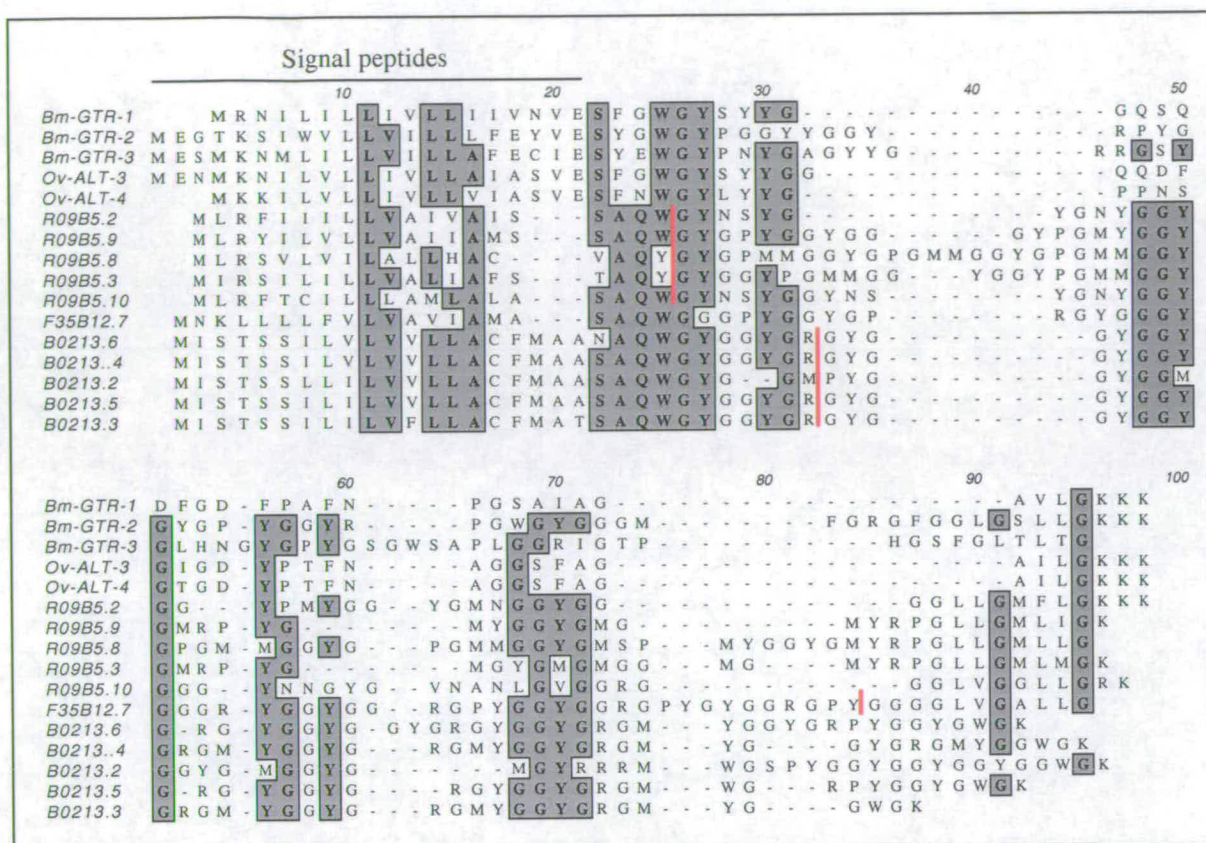 Signal peptides
10 20 30 40 50
Bm-GTR-1 M R N I L I L L I V L L I I V N V E S F G W G Y S Y Y G - - - - - - - - - - - - - - - G Q S Q
Bm-GTR-2 M E G T K S I W V L L V I L L L F E Y V E S Y G W G Y P G G Y Y G G Y - - - - - - - - - - R P Y G
Bm-GTR-3 M E S M K N M L I L L V I L L A F E C I E S Y E W G Y P N Y G A G Y Y G - - - - - - - - - R R G S Y
Ov-ALT-3 M E N M K N I L V L L I V L L A I A S V E S F G W G Y S Y Y G G - - - - - - - - - - - - - - Q Q D F
Ov-ALT-4 M K K I L V L L I V L L V I A S V E S F N W G Y L Y Y G - - - - - - - - - - - - - - - P P N S
R09B5.2 M L R F I L I L L V A I V A I S - - - S A Q W G Y N S Y G - - - - - - - - - - - - Y G N Y G G Y
R09B5.9 M L R Y I L V L L V A I I A M S - - - S A Q W G Y G P Y G G Y G G - - - - - - G Y P G M Y G G Y
R09B5.8 M L R S V L V I L A L L H A C - - - - V A Q Y G Y G P M M G G Y G P G M M G G Y G P G M M G G Y
R09B5.3 M I R S I L I L L V A L I A F S - - - T A Q Y G Y G G Y P G M M G G - - - Y G G Y P G M M G G Y
R09B5.10 M L R F T C I L L L A M L A L A - - - S A Q W G Y N S Y G G Y N S - - - - - - - - Y G N Y G G Y
F35B12.7 M N K L L L L F V L V A V I A M A - - - S A Q W G G G P Y G G Y G P - - - - - - - - R G Y G G G Y
B0213.6 M I S T S S I L V L V V L L A C F M A A N A Q W G Y G G Y G R G Y G - - - - - - - - - - G Y G G Y
B0213..4 M I S T S S I L V L V V L L A C F M A A S A Q W G Y G G Y G R G Y G - - - - - - - - - - G Y G G Y
B0213.2 M I S T S S L L I L V V L L A C F M A A S A Q W G Y G - - G M P Y G - - - - - - - - - - G Y G G M
B0213.5 M I S T S S I L I L V V L L A C F M A A S A Q W G Y G G Y G R G Y G - - - - - - - - - - G Y G G Y
B0213.3 M I S T S S I L I L V F L L A C F M A T S A Q W G Y G G Y G R G Y G - - - - - - - - - - G Y G G Y
60 70 80 90 100
Bm-GTR-1 D F G D - F P A F N - - - - - P G S A I A G - - - - - - - - - - - - - - - - - - - A V L G K K K
Bm-GTR-2 G Y G P - Y G G Y R - - - - - P G W G Y G G G M - - - - - - - - F G R G F G G L G S L L G K K K
Bm-GTR-3 G L H N G Y G P Y G S G W S A P L G G R I G T P - - - - - - - - - - - H G S F G L T L T G
Ov-ALT-3 G I G D - Y P T F N - - - - - A G G S F A G - - - - - - - - - - - - - - - - - - - A I L G K K K
Ov-ALT-4 G T G D - Y P T F N - - - - - A G G S F A G - - - - - - - - - - - - - - - - - - - A I L G K K K
R09B5.2 G G - - - Y P M Y G G - - Y G M N G G Y G G - - - - - - - - - - - - - - G G L L G M F L G K K K
R09B5.9 G M R P - Y G - - - - - - - - M Y G G Y G M G - - - - - - - - - - - M Y R P G L L G M L I G K
R09B5.8 G P G M - M G G Y G - - - P G M M G G Y G M S P - - - M Y G G Y G M Y R P G L L G M L L G
R09B5.3 G M R P - Y G - - - - - - - - M G Y G M G M G G - - - M G - - - - M Y R P G L L G M L M G K
R09B5.10 G G G - - Y N N G Y G - - V N A N L G V G G R G - - - - - - - - - - - - G G L V G G L L G R K
F35B12.7 G G G R - Y G G Y G G - - R G P Y G G Y G G R G P Y G Y G G R G P Y G G G G L V G A L L G
B0213.6 G - R G - Y G G Y G - G Y G R G Y G G Y G R G M - - - Y G G Y G R P Y G G Y G W G K
B0213..4 G R G M - Y G G Y G - - - R G M Y G G Y G R G M - - - Y G - - - - G Y G R G M Y G G W G K
B0213.2 G G Y G - M G G Y G - - - - - - - M G Y R R R M - - - W G S P Y G G Y G G Y G G Y G G W G K
B0213.5 G - R G - Y G G Y G - - - - R G Y G G Y G R G M - - - W G - - - - R P Y G G Y G W G K
B0213.3 G R G M - Y G G Y G - - - R G M Y G G Y G R G M - - - Y G - - - - G W G K